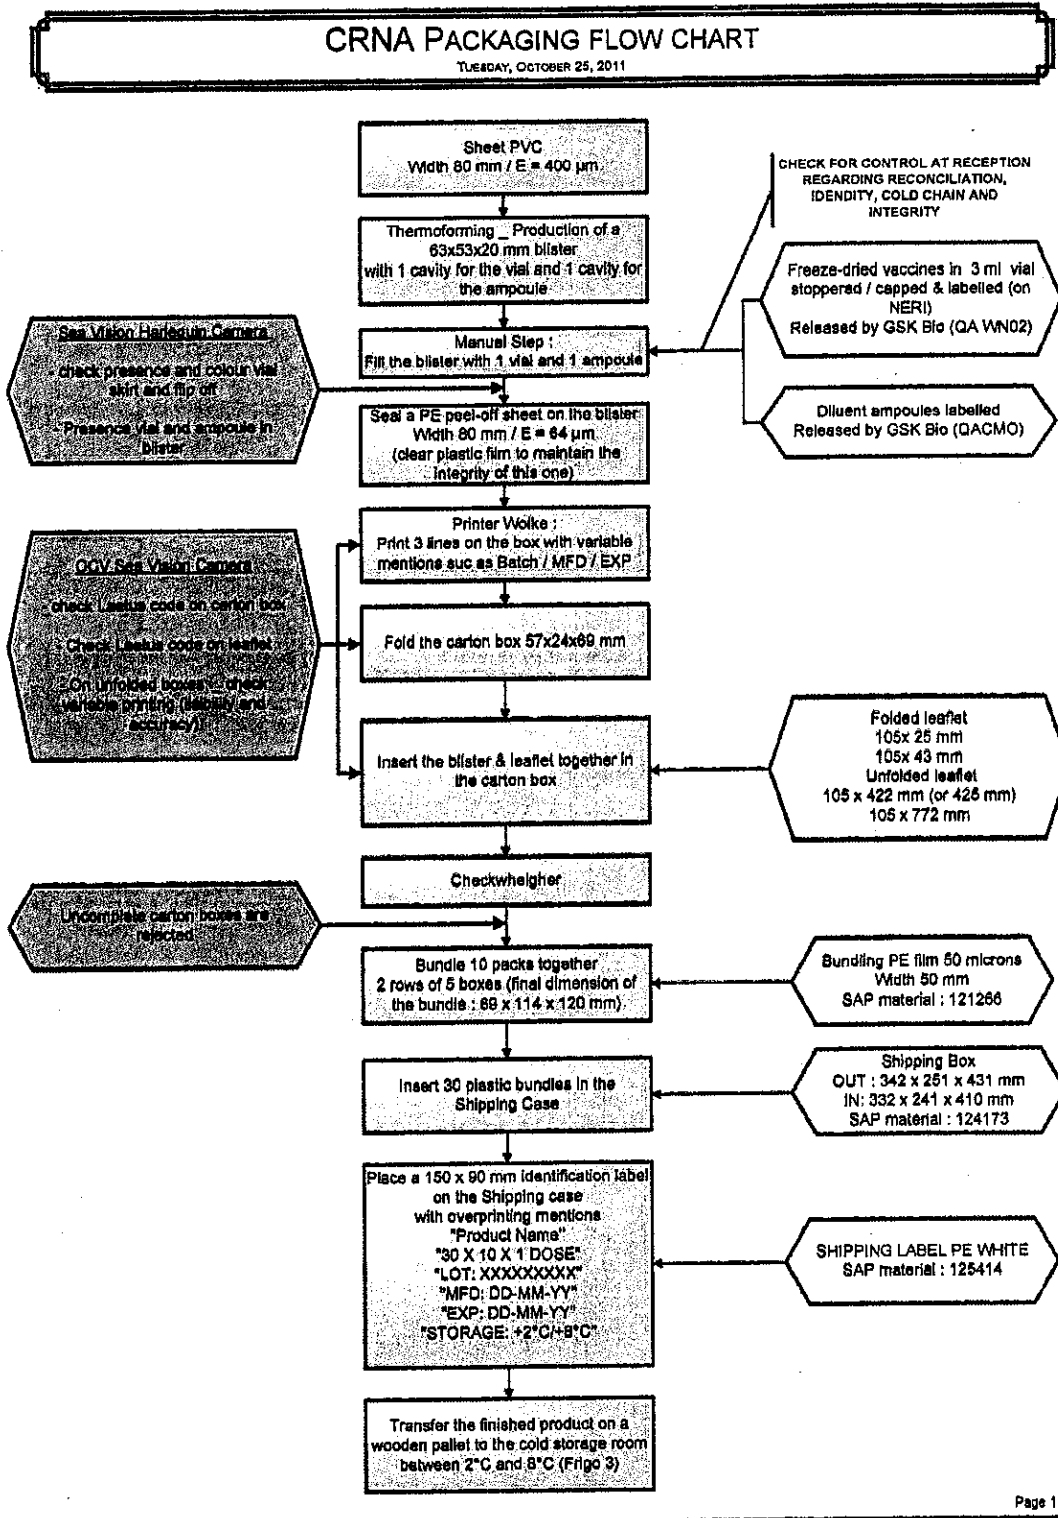 CRNA PACKAGING FLOW CHART
TUESDAY, OCTOBER 25, 2011
Sheet PVC
Width 80 mm / E = 400 µm
CHECK FOR CONTROL AT RECEPTION
REGARDING RECONCILIATION,
IDENDITY, COLD CHAIN AND
INTEGRITY
Thermoforming _ Production of a
63x53x20 mm blister
with 1 cavity for the vial and 1 cavity for
the ampoule
Freeze-dried vaccines in 3 ml vial
stoppered / capped & labelled (on
NERI)
Released by GSK Bio (QA WN02)
Sea Vision Harlequin Camera
- check presence and colour vial
skirt and flip off
- Presence vial and ampoule in
blister
Manual Step :
Fill the blister with 1 vial and 1 ampoule
Diluent ampoules labelled
Released by GSK Bio (QACMO)
Seal a PE peel-off sheet on the blister
Width 80 mm / E = 64 µm
(clear plastic film to maintain the
integrity of this one)
Printer Wolke :
Print 3 lines on the box with variable
mentions suc as Batch / MFD / EXP
OCV Sea Vision Camera
- check Laetus code on carton box
- Check Laetus code on leaflet
- On unfolded boxes : check
variable printing (lisibility and
accuracy)
Fold the carton box 57x24x69 mm
Insert the blister & leaflet together in
the carton box
Folded leaflet
105x 25 mm
105x 43 mm
Unfolded leaflet
105 x 422 mm (or 425 mm)
105 x 772 mm
Checkwheigher
Uncomplete carton boxes are
rejected
Bundle 10 packs together
2 rows of 5 boxes (final dimension of
the bundle : 69 x 114 x 120 mm)
Bundling PE film 50 microns
Width 50 mm
SAP material : 121266
Insert 30 plastic bundles in the
Shipping Case
Shipping Box
OUT : 342 x 251 x 431 mm
IN: 332 x 241 x 410 mm
SAP material : 124173
Place a 150 x 90 mm identification label
on the Shipping case
with overprinting mentions
"Product Name"
"30 X 10 X 1 DOSE"
"LOT: XXXXXXXXX"
"MFD: DD-MM-YY"
"EXP: DD-MM-YY"
"STORAGE: +2°C/+8°C"
SHIPPING LABEL PE WHITE
SAP material : 125414
Transfer the finished product on a
wooden pallet to the cold storage room
between 2°C and 8°C (Frigo 3)
Page 1